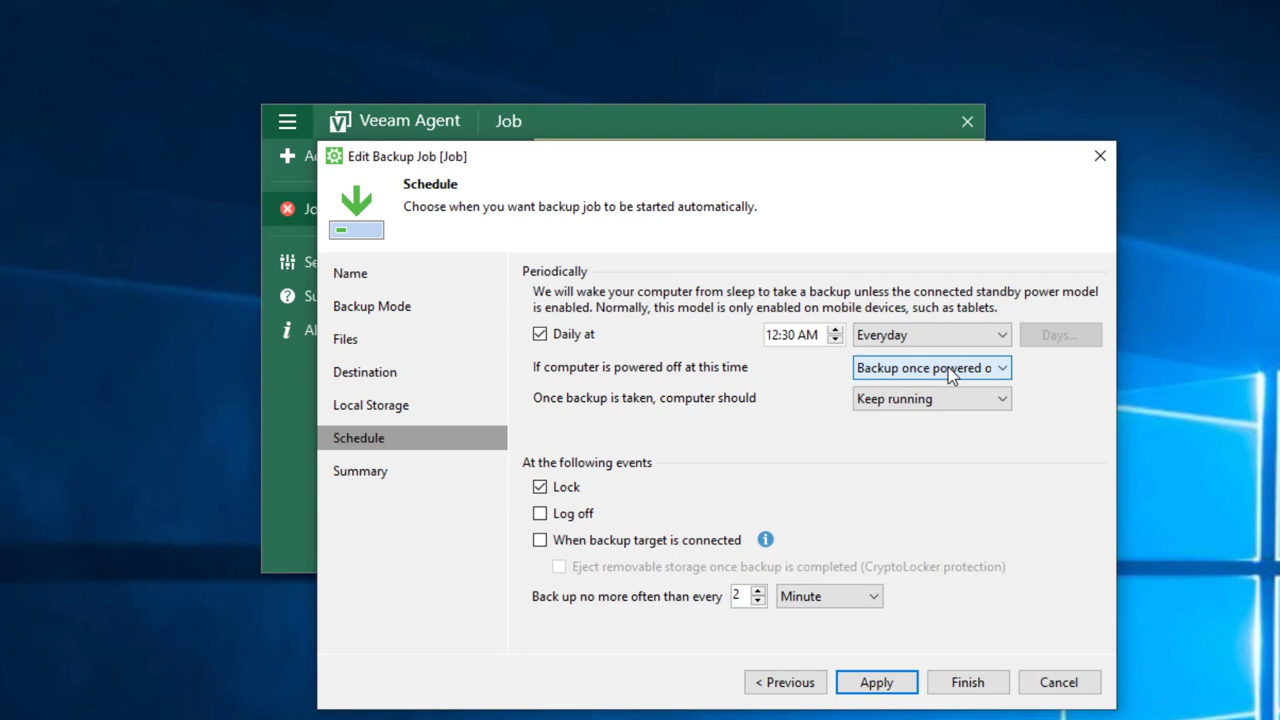 Veeam Agent
Job
Edit Backup Job [Job]
Schedule
Choose when you want backup job to be started automatically.
Name
Backup Mode
Files
Destination
Local Storage
Schedule
Summary
Periodically
We will wake your computer from sleep to take a backup unless the connected standby power model
is enabled. Normally, this model is only enabled on mobile devices, such as tablets.
Daily at
12:30 AM
Everyday
Days...
If computer is powered off at this time
Backup once powered o
Once backup is taken, computer should
Keep running
At the following events
Lock
Log off
When backup target is connected
Eject removable storage once backup is completed (CryptoLocker protection)
Back up no more often than every
2
Minute
< Previous
Apply
Finish
Cancel